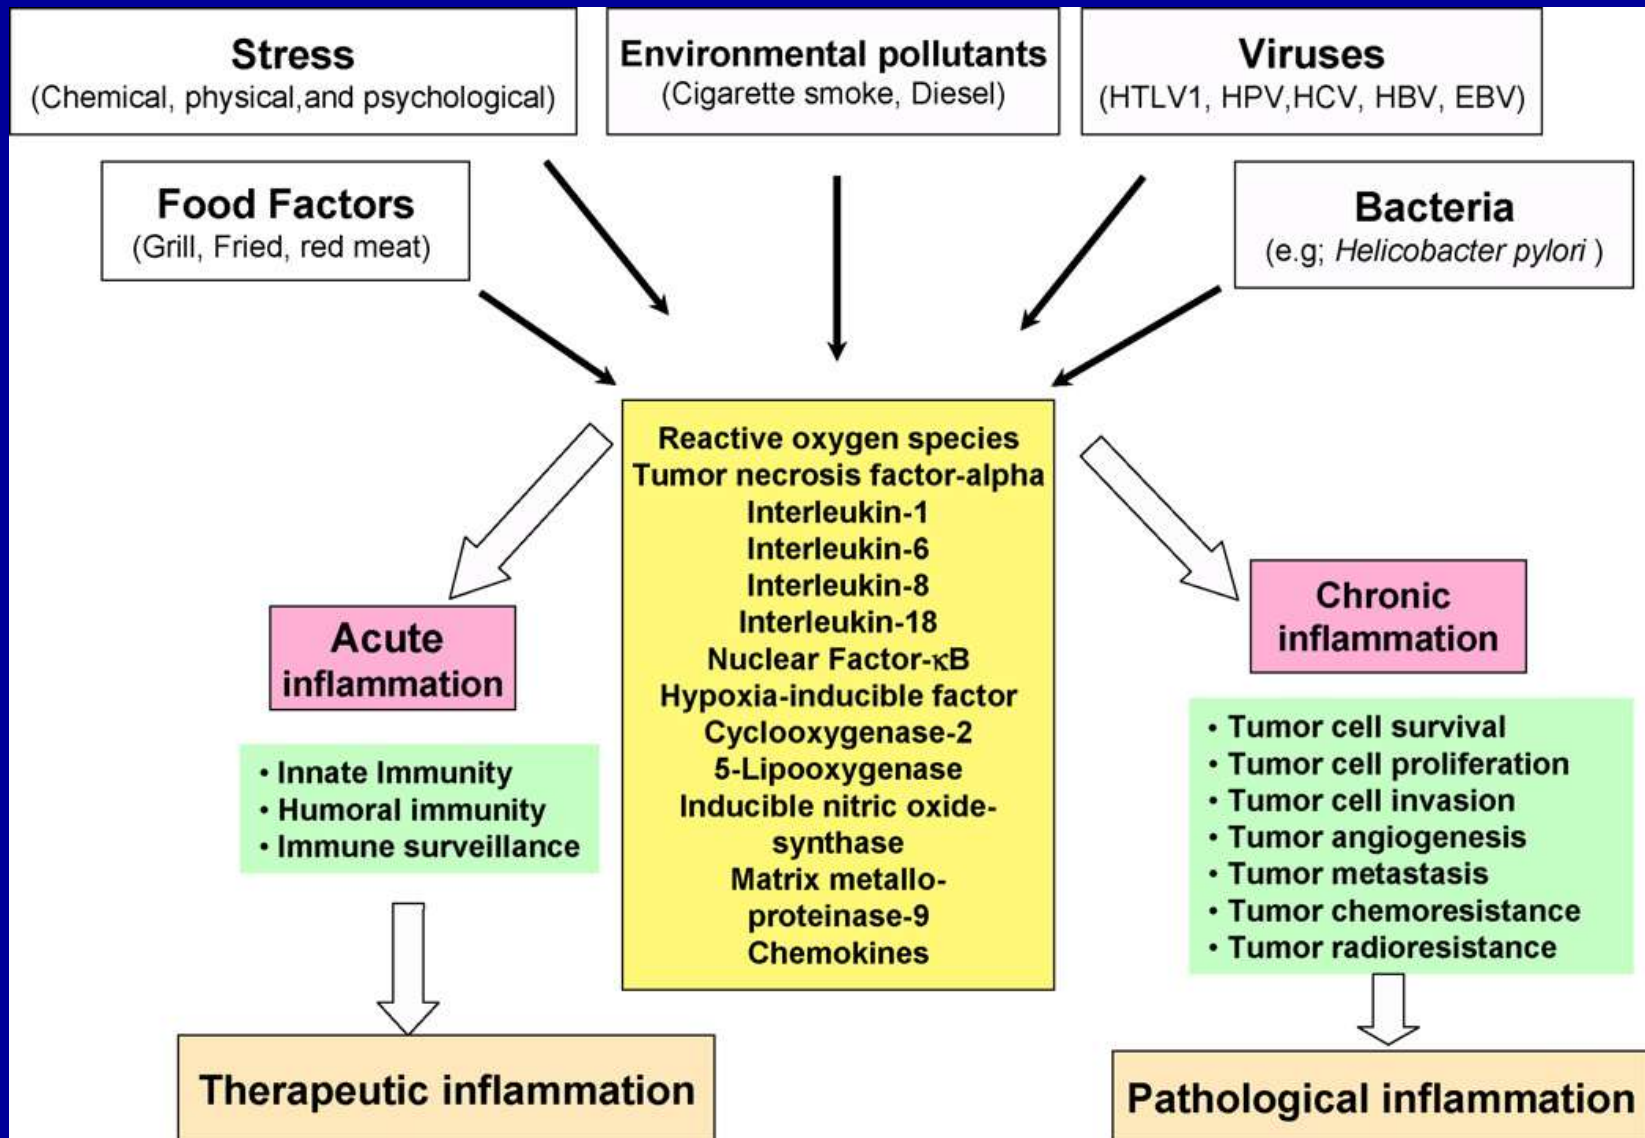 Stress
(Chemical, physical,and psychological)
Environmental pollutants
(Cigarette smoke, Diesel)
Viruses
(HTLV1, HPV,HCV, HBV, EBV)
Food Factors
(Grill, Fried, red meat)
Bacteria
(e.g; Helicobacter pylori )
Reactive oxygen species
Tumor necrosis factor-alpha
Interleukin-1
Interleukin-6
Interleukin-8
Interleukin-18
Nuclear Factor-κB
Hypoxia-inducible factor
Cyclooxygenase-2
5-Lipooxygenase
Inducible nitric oxide-
synthase
Matrix metallo-
proteinase-9
Chemokines
Acute
inflammation
• Innate Immunity
• Humoral immunity
• Immune surveillance
Therapeutic inflammation
Chronic
inflammation
• Tumor cell survival
• Tumor cell proliferation
• Tumor cell invasion
• Tumor angiogenesis
• Tumor metastasis
• Tumor chemoresistance
• Tumor radioresistance
Pathological inflammation